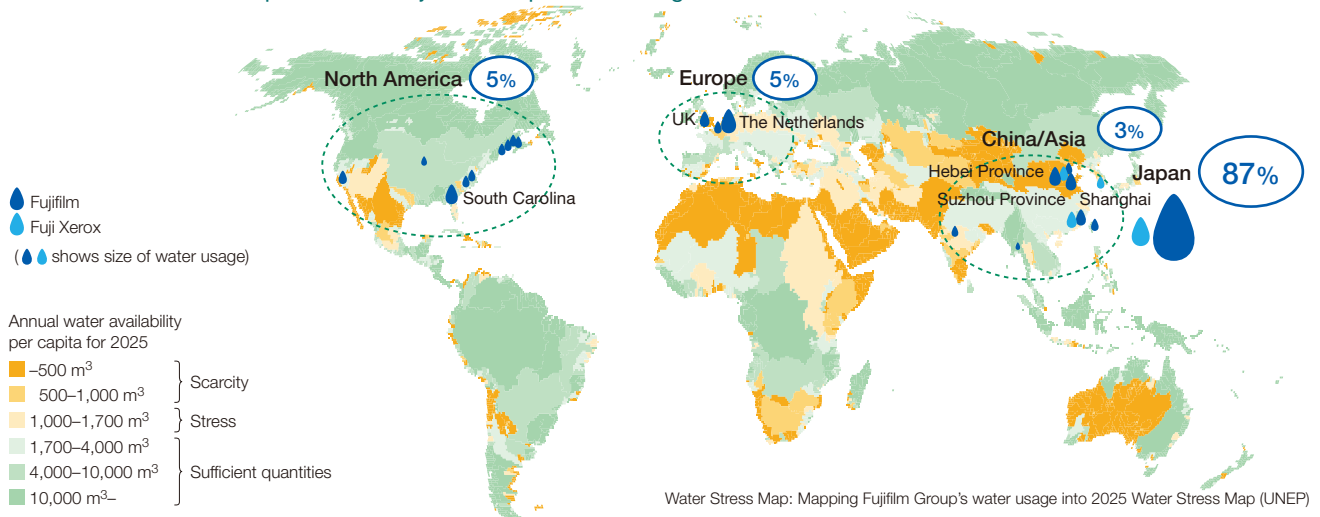 North America 5%
Europe 5%
UK
The Netherlands
China/Asia 3%
Hebei Province
Japan 87%
Suzhou Province
Shanghai
South Carolina
Fujifilm
Fuji Xerox
( shows size of water usage)
Annual water availability
per capita for 2025
–500 m³
500–1,000 m³
Scarcity
1,000–1,700 m³
Stress
1,700–4,000 m³
4,000–10,000 m³
Sufficient quantities
10,000 m³–
Water Stress Map: Mapping Fujifilm Group's water usage into 2025 Water Stress Map (UNEP)